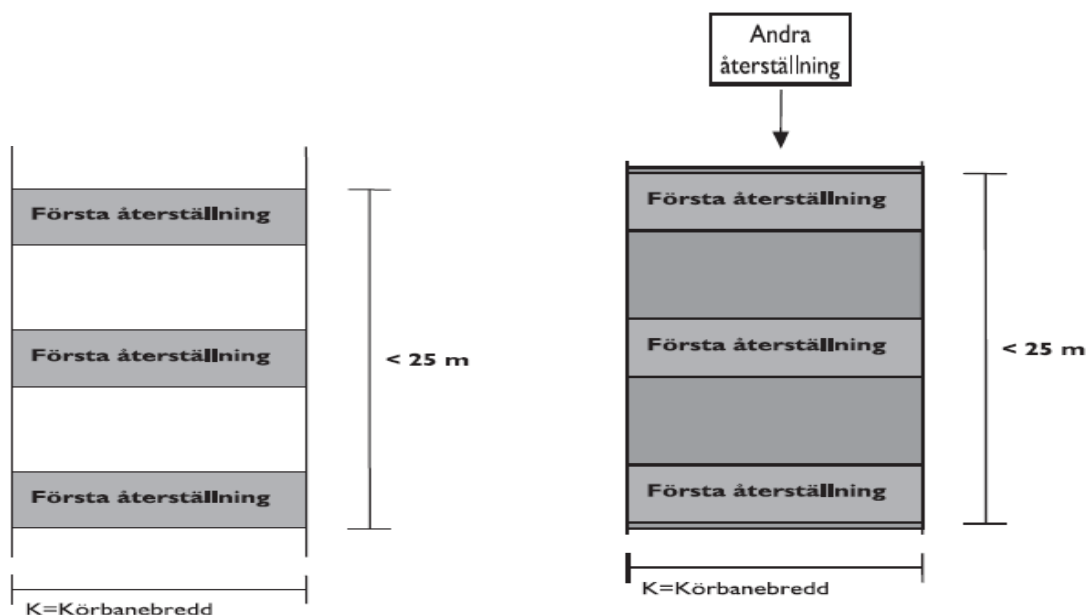 Andra
återställning
Första återställning
Första återställning
Första återställning
< 25 m
K=Körbanebredd
Första återställning
Första återställning
Första återställning
< 25 m
K=Körbanebredd